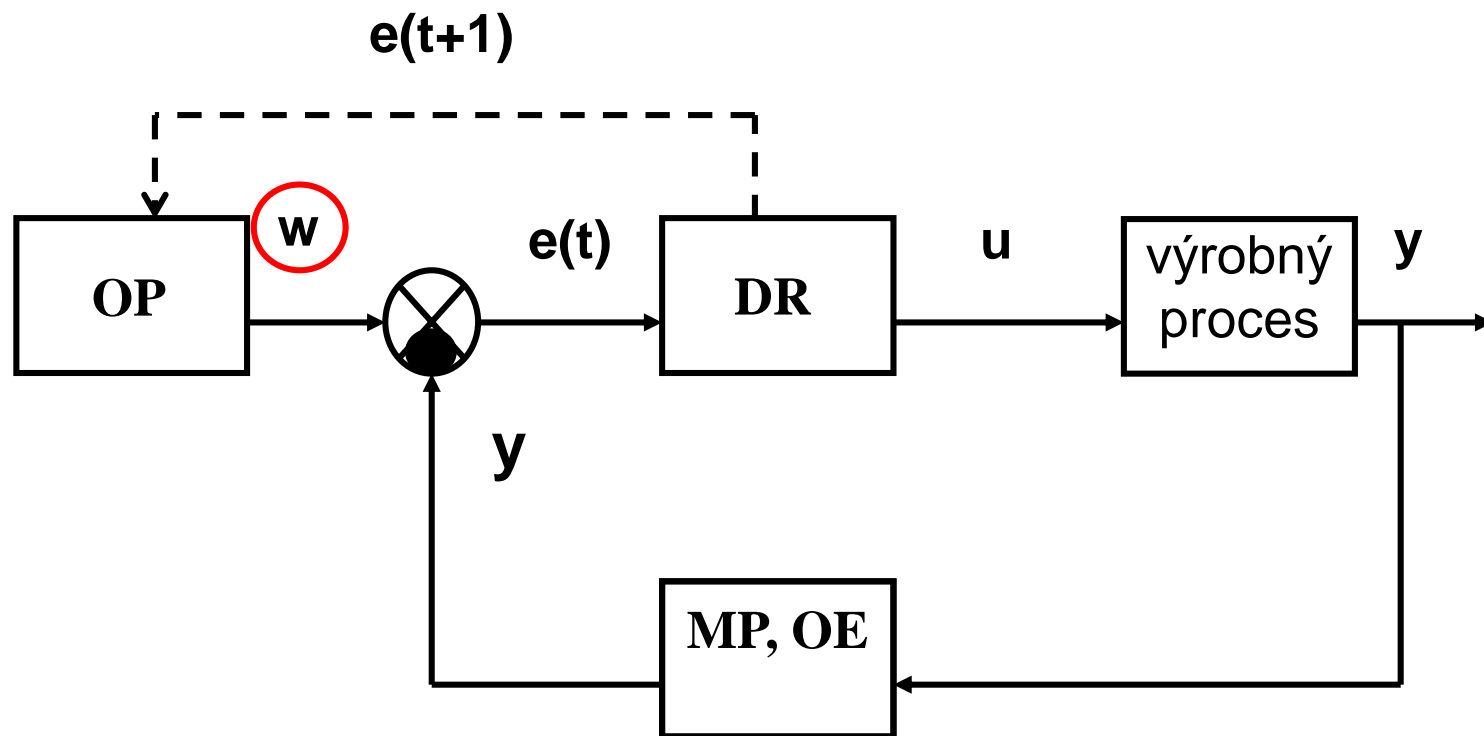 e(t+1)
w
e(t)
u
y
OP
DR
výrobný
proces
y
MP, OE